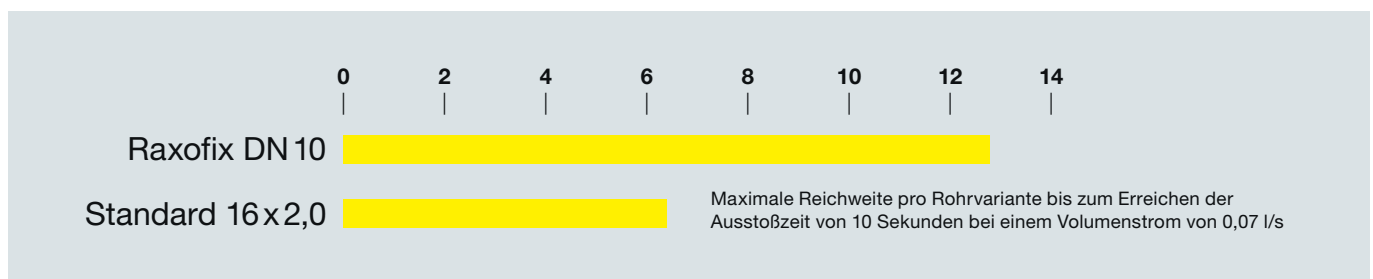 0 2 4 6 8 10 12 14
Raxofix DN 10
Standard 16 x 2,0
Maximale Reichweite pro Rohrvariante bis zum Erreichen der
Ausstoßzeit von 10 Sekunden bei einem Volumenstrom von 0,07 l/s